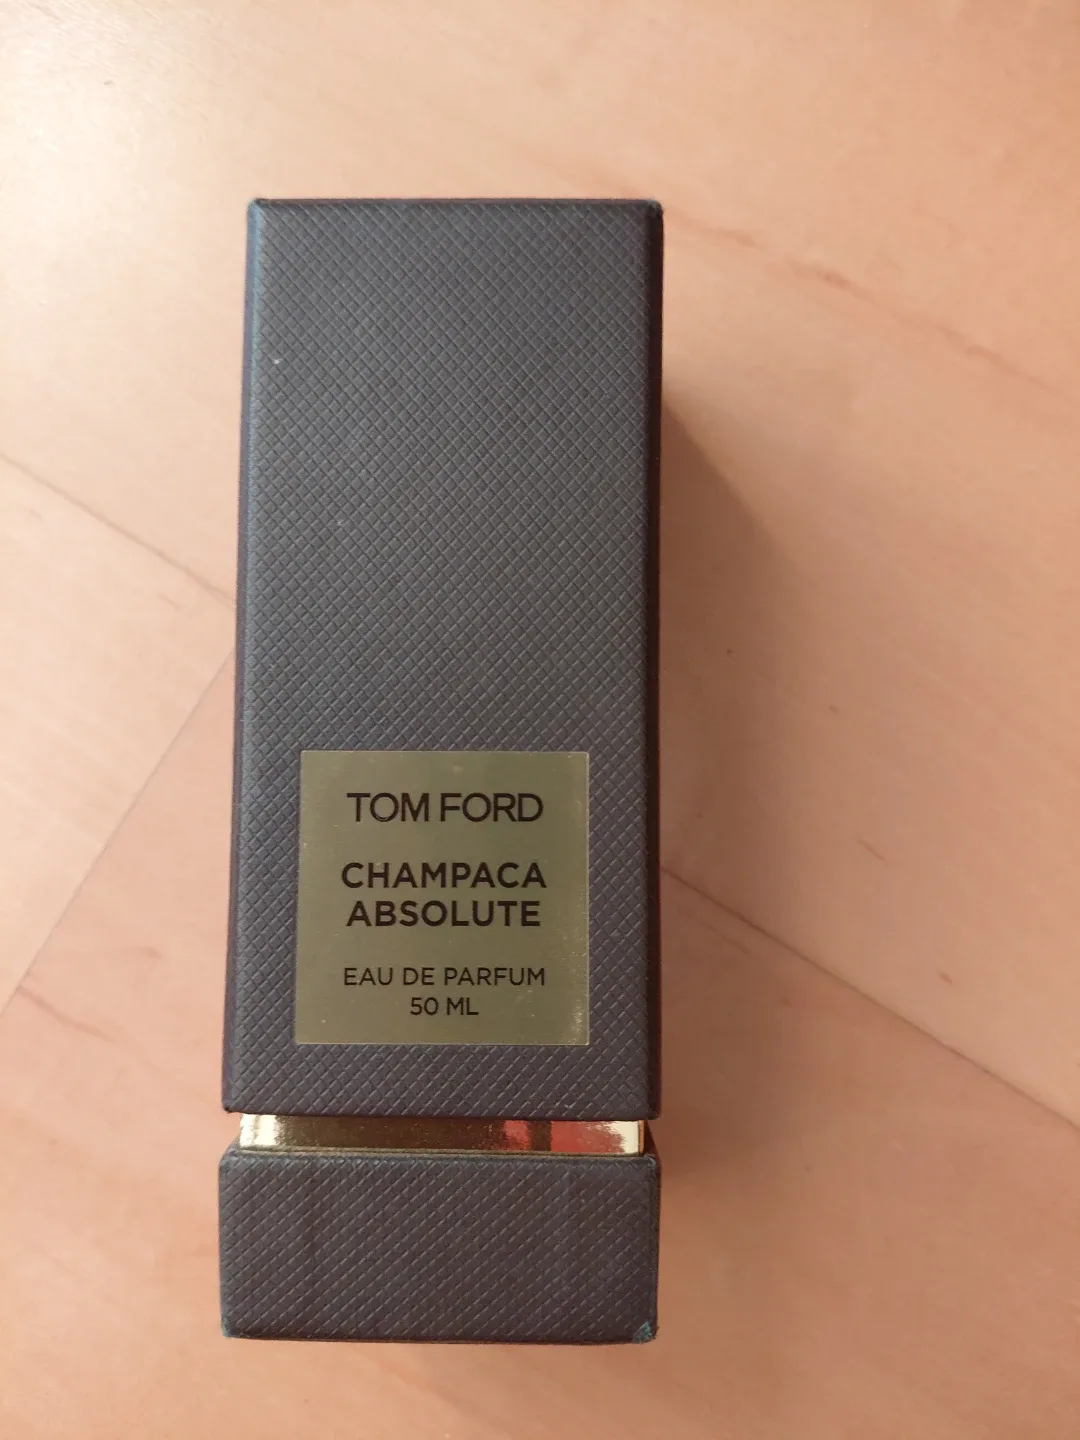 TOM FORD
CHAMPACA
ABSOLUTE
EAU DE PARFUM
50 ML